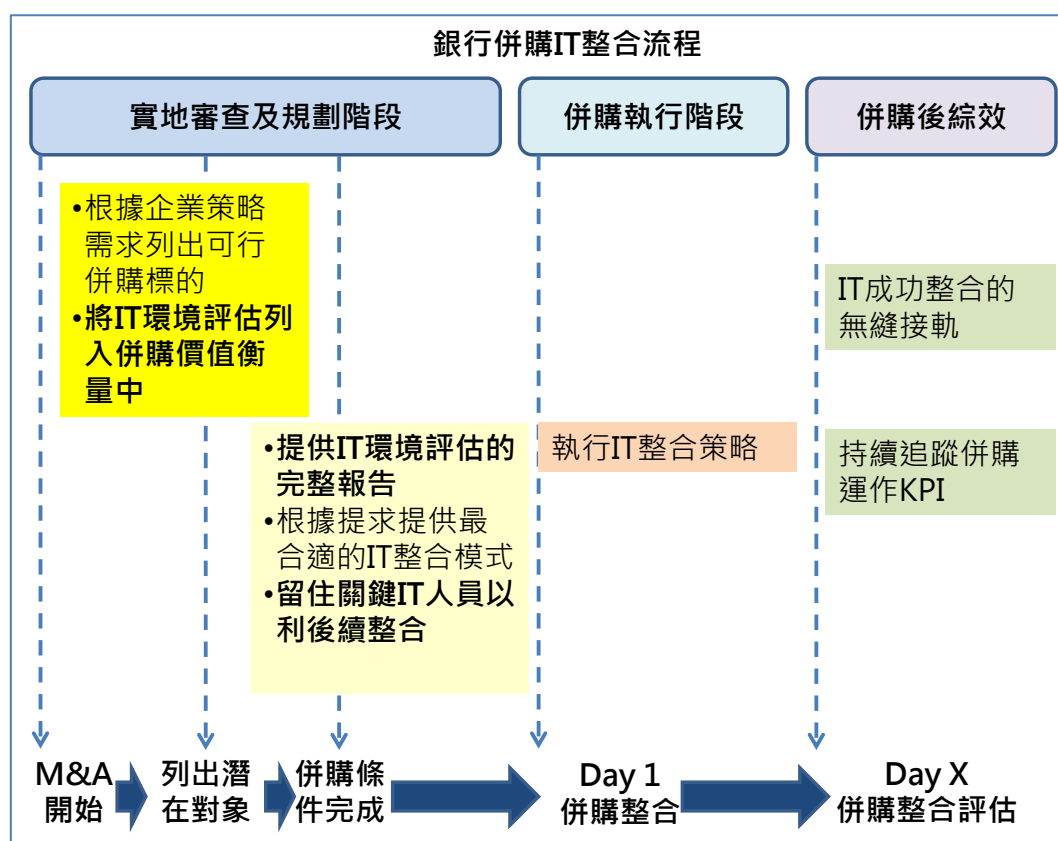 銀行併購IT整合流程
實地審查及規劃階段
併購執行階段
併購後綜效
•根據企業策略
需求列出可行
併購標的
•將IT環境評估列
入併購價值衡
量中
IT成功整合的
無縫接軌
•提供IT環境評估的
完整報告
•根據提求提供最
合適的IT整合模式
•留住關鍵IT人員以
利後續整合
執行IT整合策略
持續追蹤併購
運作KPI
M&A
開始
列出潛
在對象
併購條
件完成
Day 1
併購整合
Day X
併購整合評估